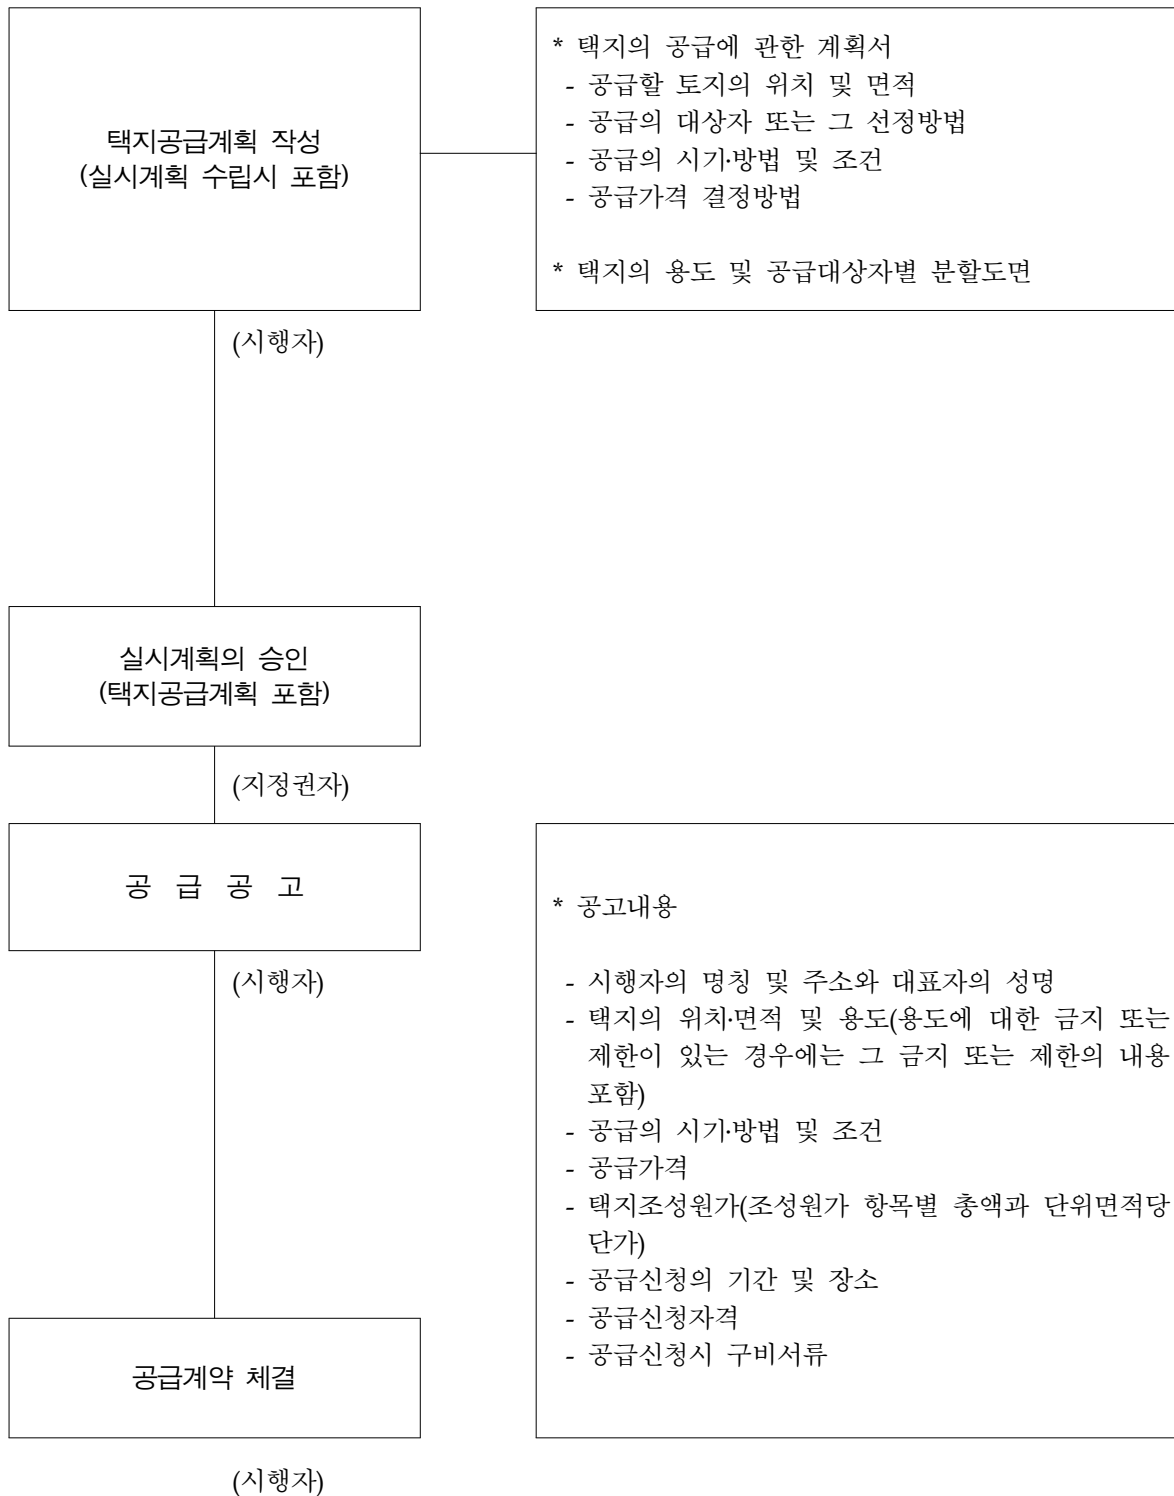 택지공급계획 작성
(실시계획 수립시 포함)
* 택지의 공급에 관한 계획서
- 공급할 토지의 위치 및 면적
- 공급의 대상자 또는 그 선정방법
- 공급의 시기·방법 및 조건
- 공급가격 결정방법
* 택지의 용도 및 공급대상자별 분할도면
(시행자)
실시계획의 승인
(택지공급계획 포함)
(지정권자)
공 급 공 고
(시행자)
* 공고내용
- 시행자의 명칭 및 주소와 대표자의 성명
- 택지의 위치·면적 및 용도(용도에 대한 금지 또는
제한이 있는 경우에는 그 금지 또는 제한의 내용
포함)
- 공급의 시기·방법 및 조건
- 공급가격
- 택지조성원가(조성원가 항목별 총액과 단위면적당
단가)
- 공급신청의 기간 및 장소
- 공급신청자격
- 공급신청시 구비서류
공급계약 체결
(시행자)